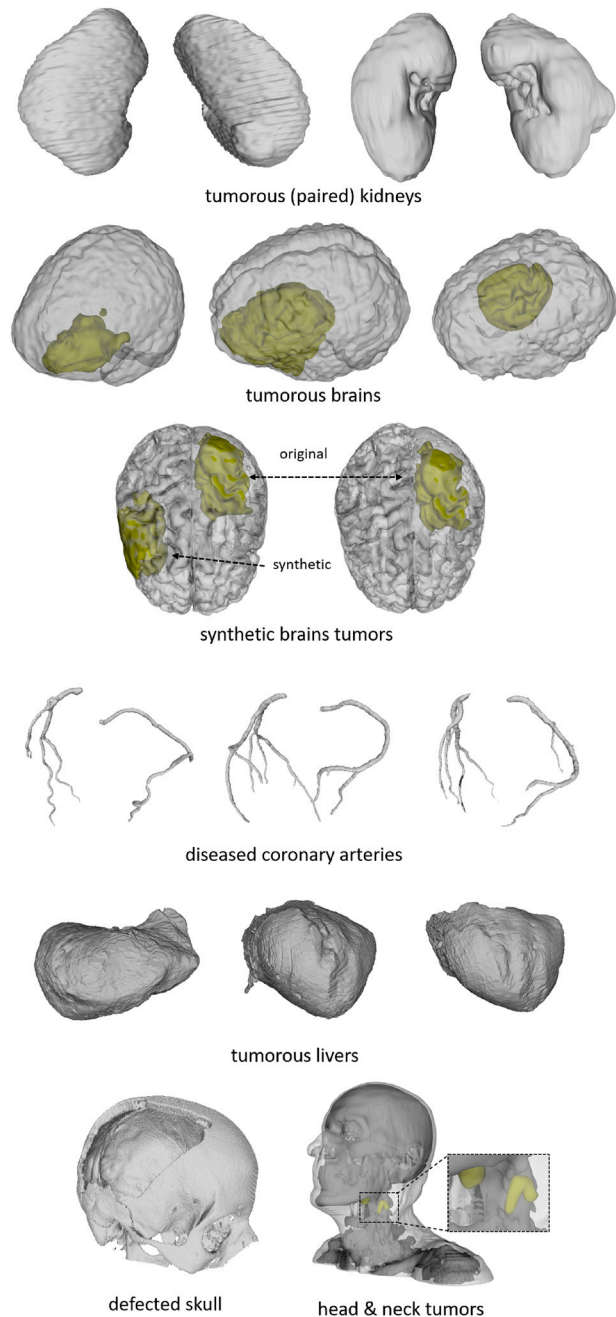 tumorous (paired) kidneys
tumorous brains
original
synthetic
synthetic brains tumors
diseased coronary arteries
tumorous livers
defected skull
head & neck tumors